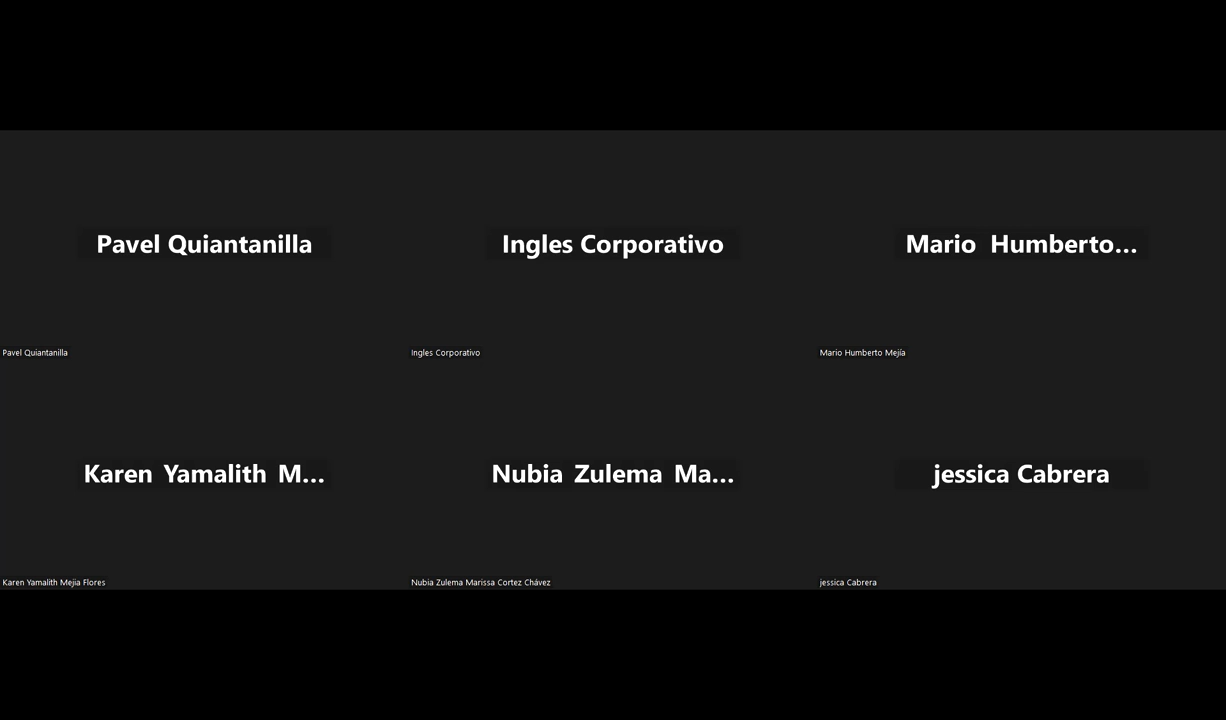 Pavel Quiantanilla
Ingles Corporativo
Mario Humberto...
Pavel Quiantanilla
Ingles Corporativo
Mario Humberto Mejía
Karen Yamalith M...
Nubia Zulema Ma...
jessica Cabrera
Karen Yamalith Mejia Flores
Nubia Zulema Marissa Cortez Chávez
jessica Cabrera